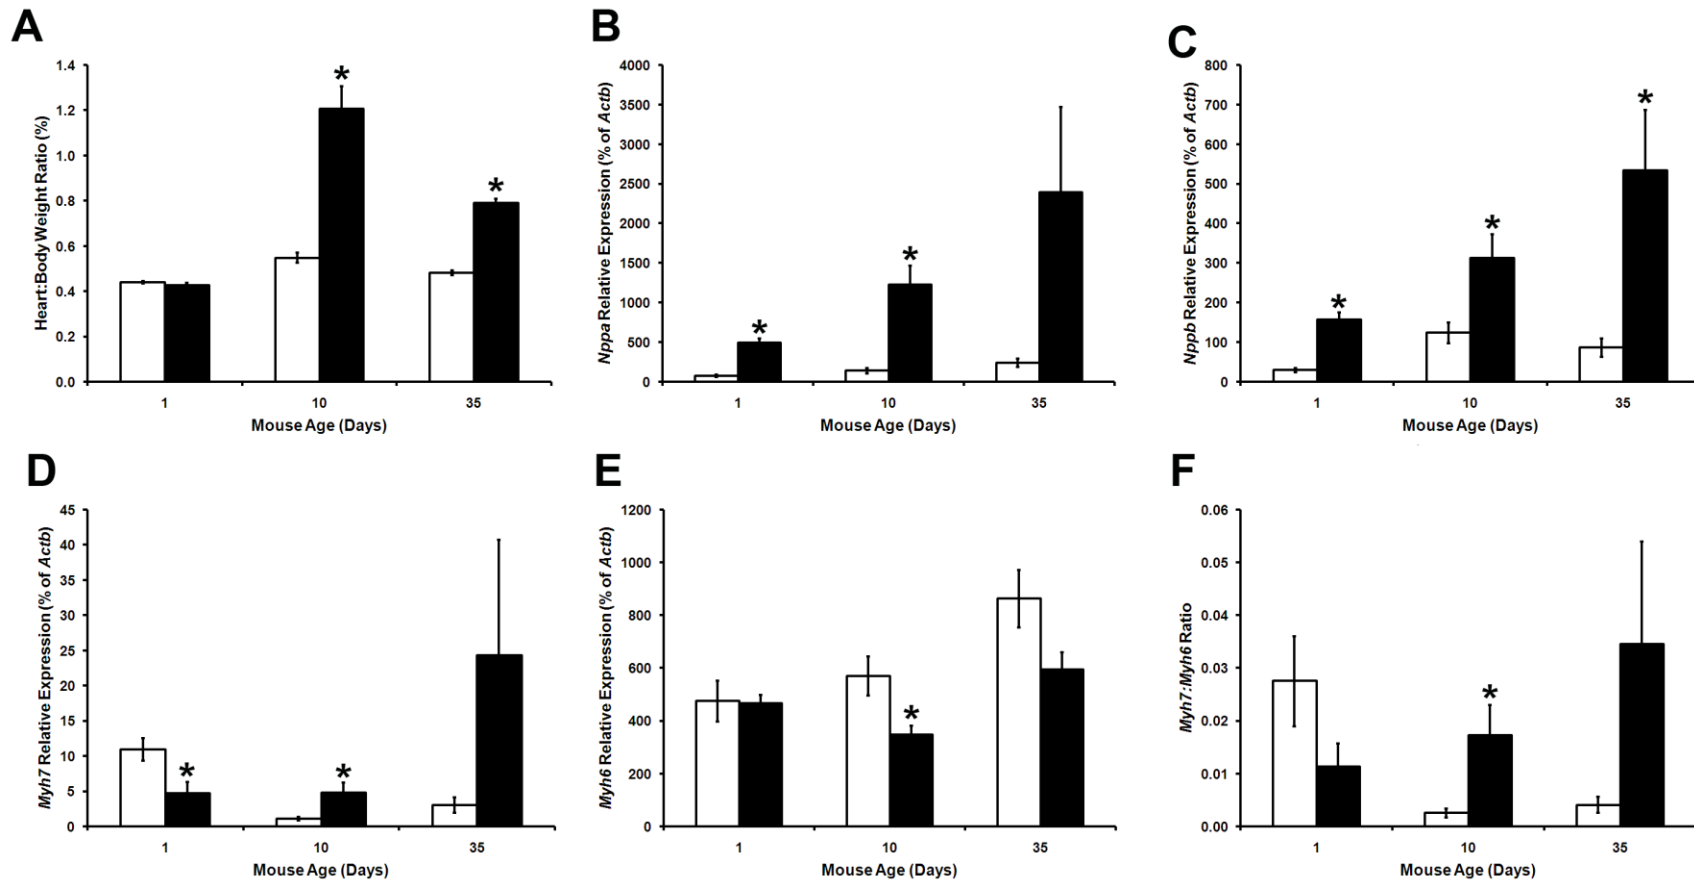 A
Heart:Body Weight Ratio (%)
1.4
1.2
1.0
0.8
0.6
0.4
0.2
0.0
*
*
1 10 35
Mouse Age (Days)
B
Nppa Relative Expression (% of Actb)
4000
3500
3000
2500
2000
1500
1000
500
0
*
*
1 10 35
Mouse Age (Days)
C
Nppb Relative Expression (% of Actb)
800
700
600
500
400
300
200
100
0
*
*
*
1 10 35
Mouse Age (Days)
D
Myh7 Relative Expression (% of Actb)
45
40
35
30
25
20
15
10
5
0
*
*
1 10 35
Mouse Age (Days)
E
Myh6 Relative Expression (% of Actb)
1200
1000
800
600
400
200
0
*
1 10 35
Mouse Age (Days)
F
Myh7:Myh6 Ratio
0.06
0.05
0.04
0.03
0.02
0.01
0.00
*
1 10 35
Mouse Age (Days)